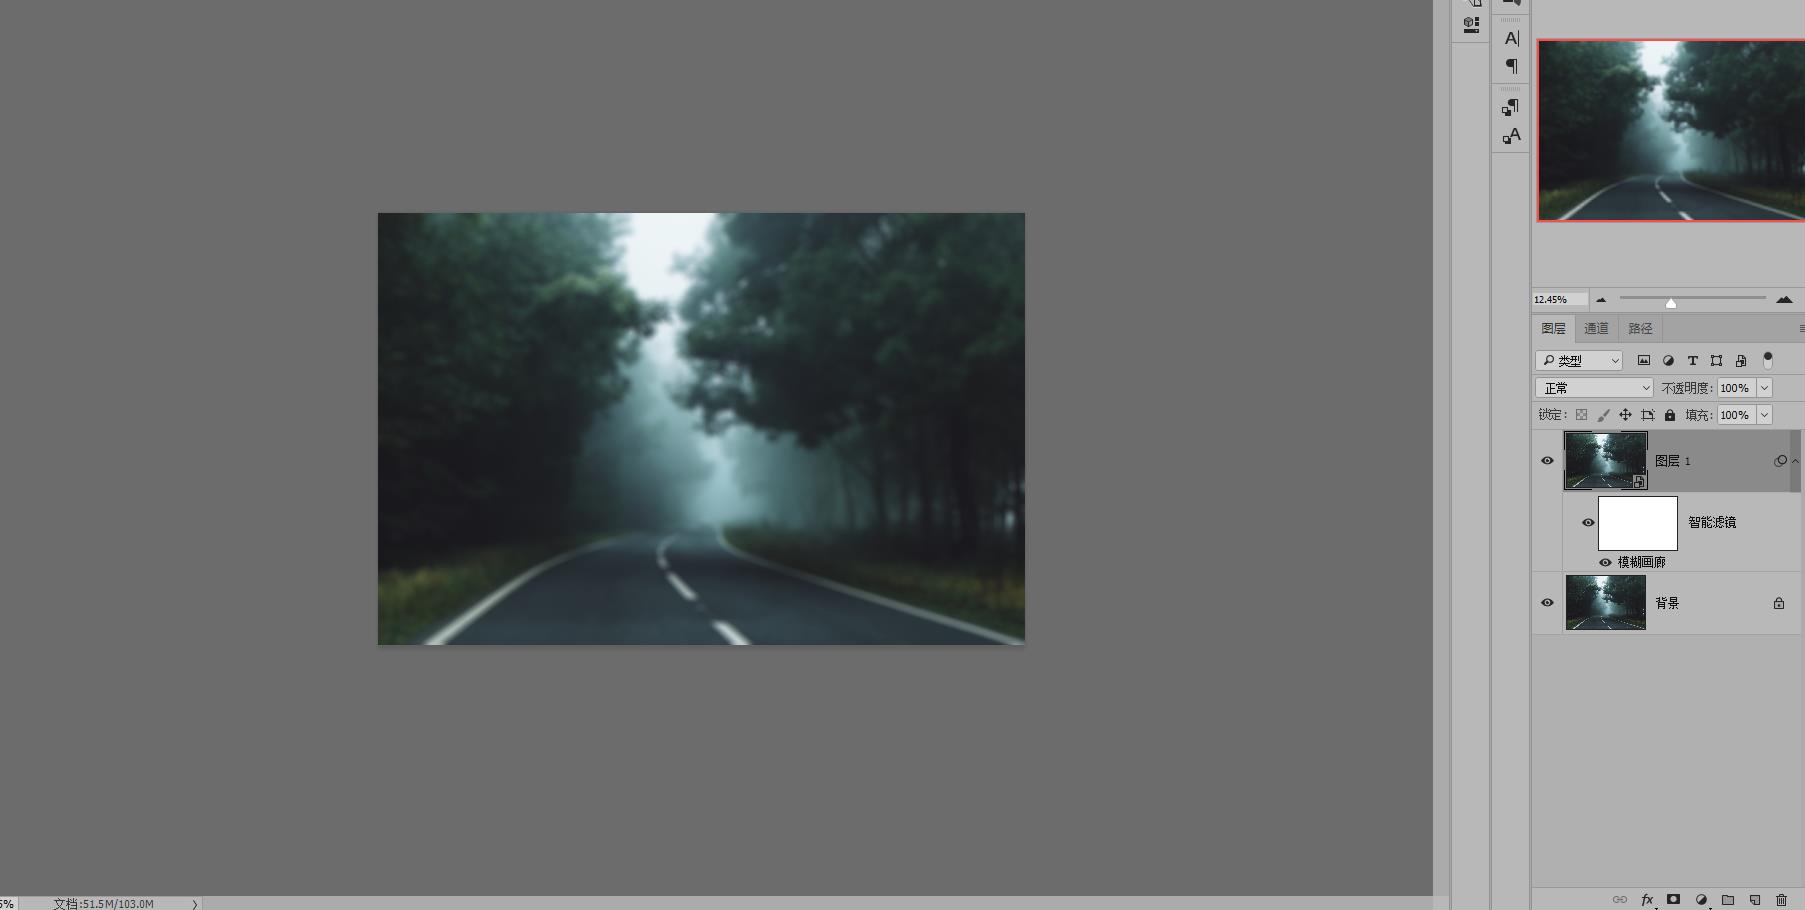 A|
12.45%
图层 通道 路径
类型 T
正常 不透明度: 100%
锁定: 填充: 100%
图层 1
智能滤镜
模糊画廊
背景
文档:51.5M/103.0M
fx